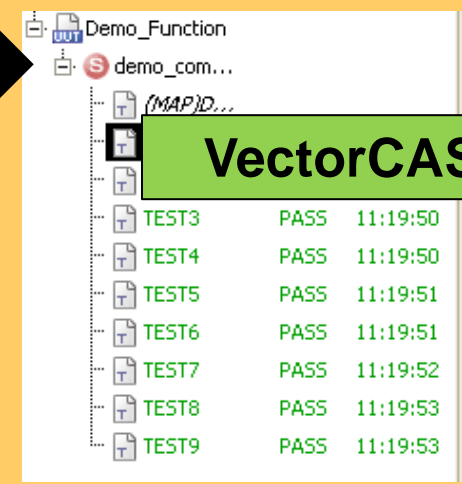 UUT Demo_Function
S demo_com...
T (MAP)D...
T VectorCAS
T
T TEST3 PASS 11:19:50
T TEST4 PASS 11:19:50
T TEST5 PASS 11:19:51
T TEST6 PASS 11:19:51
T TEST7 PASS 11:19:52
T TEST8 PASS 11:19:53
T TEST9 PASS 11:19:53